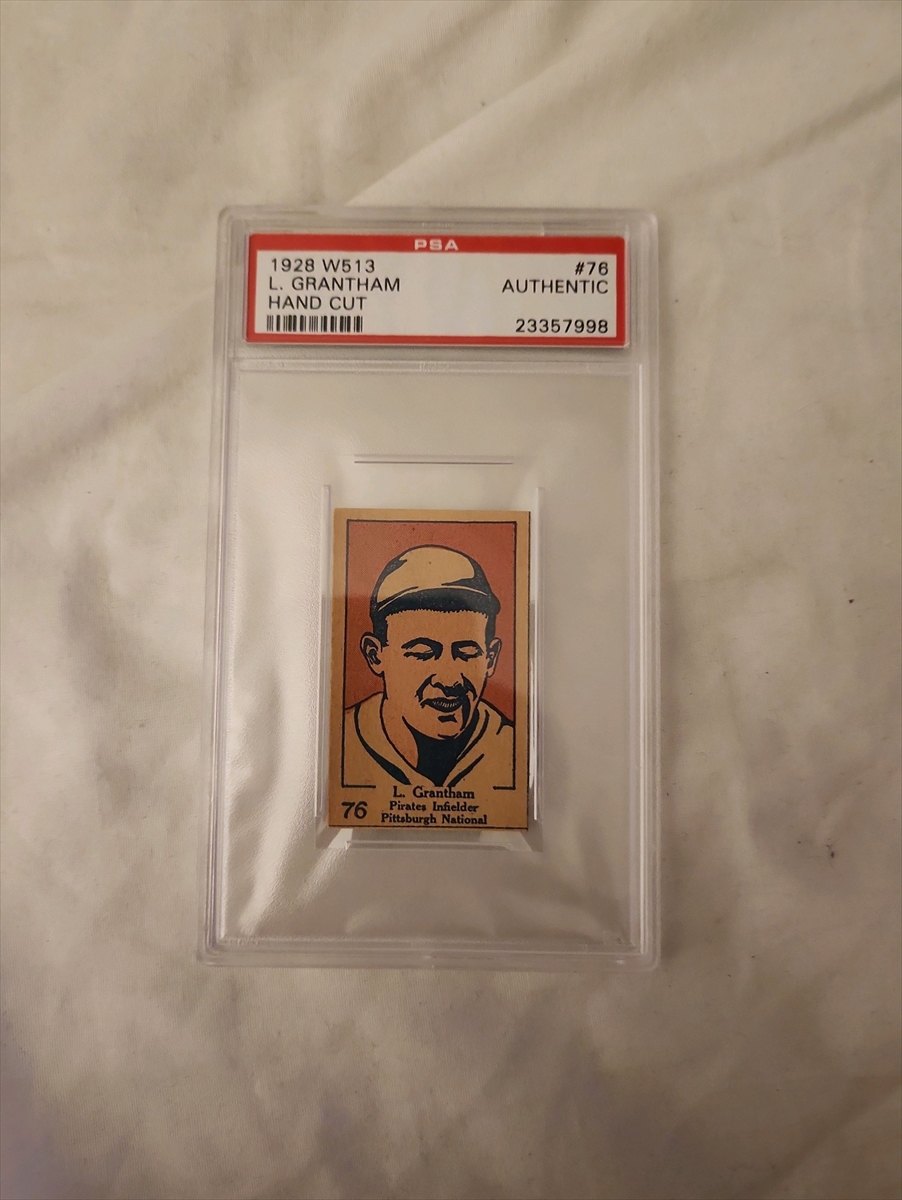 PSA
1928 W513 #76
L. GRANTHAM AUTHENTIC
HAND CUT
23357998
L. Grantham
76 Pirates Infielder
Pittsburgh National